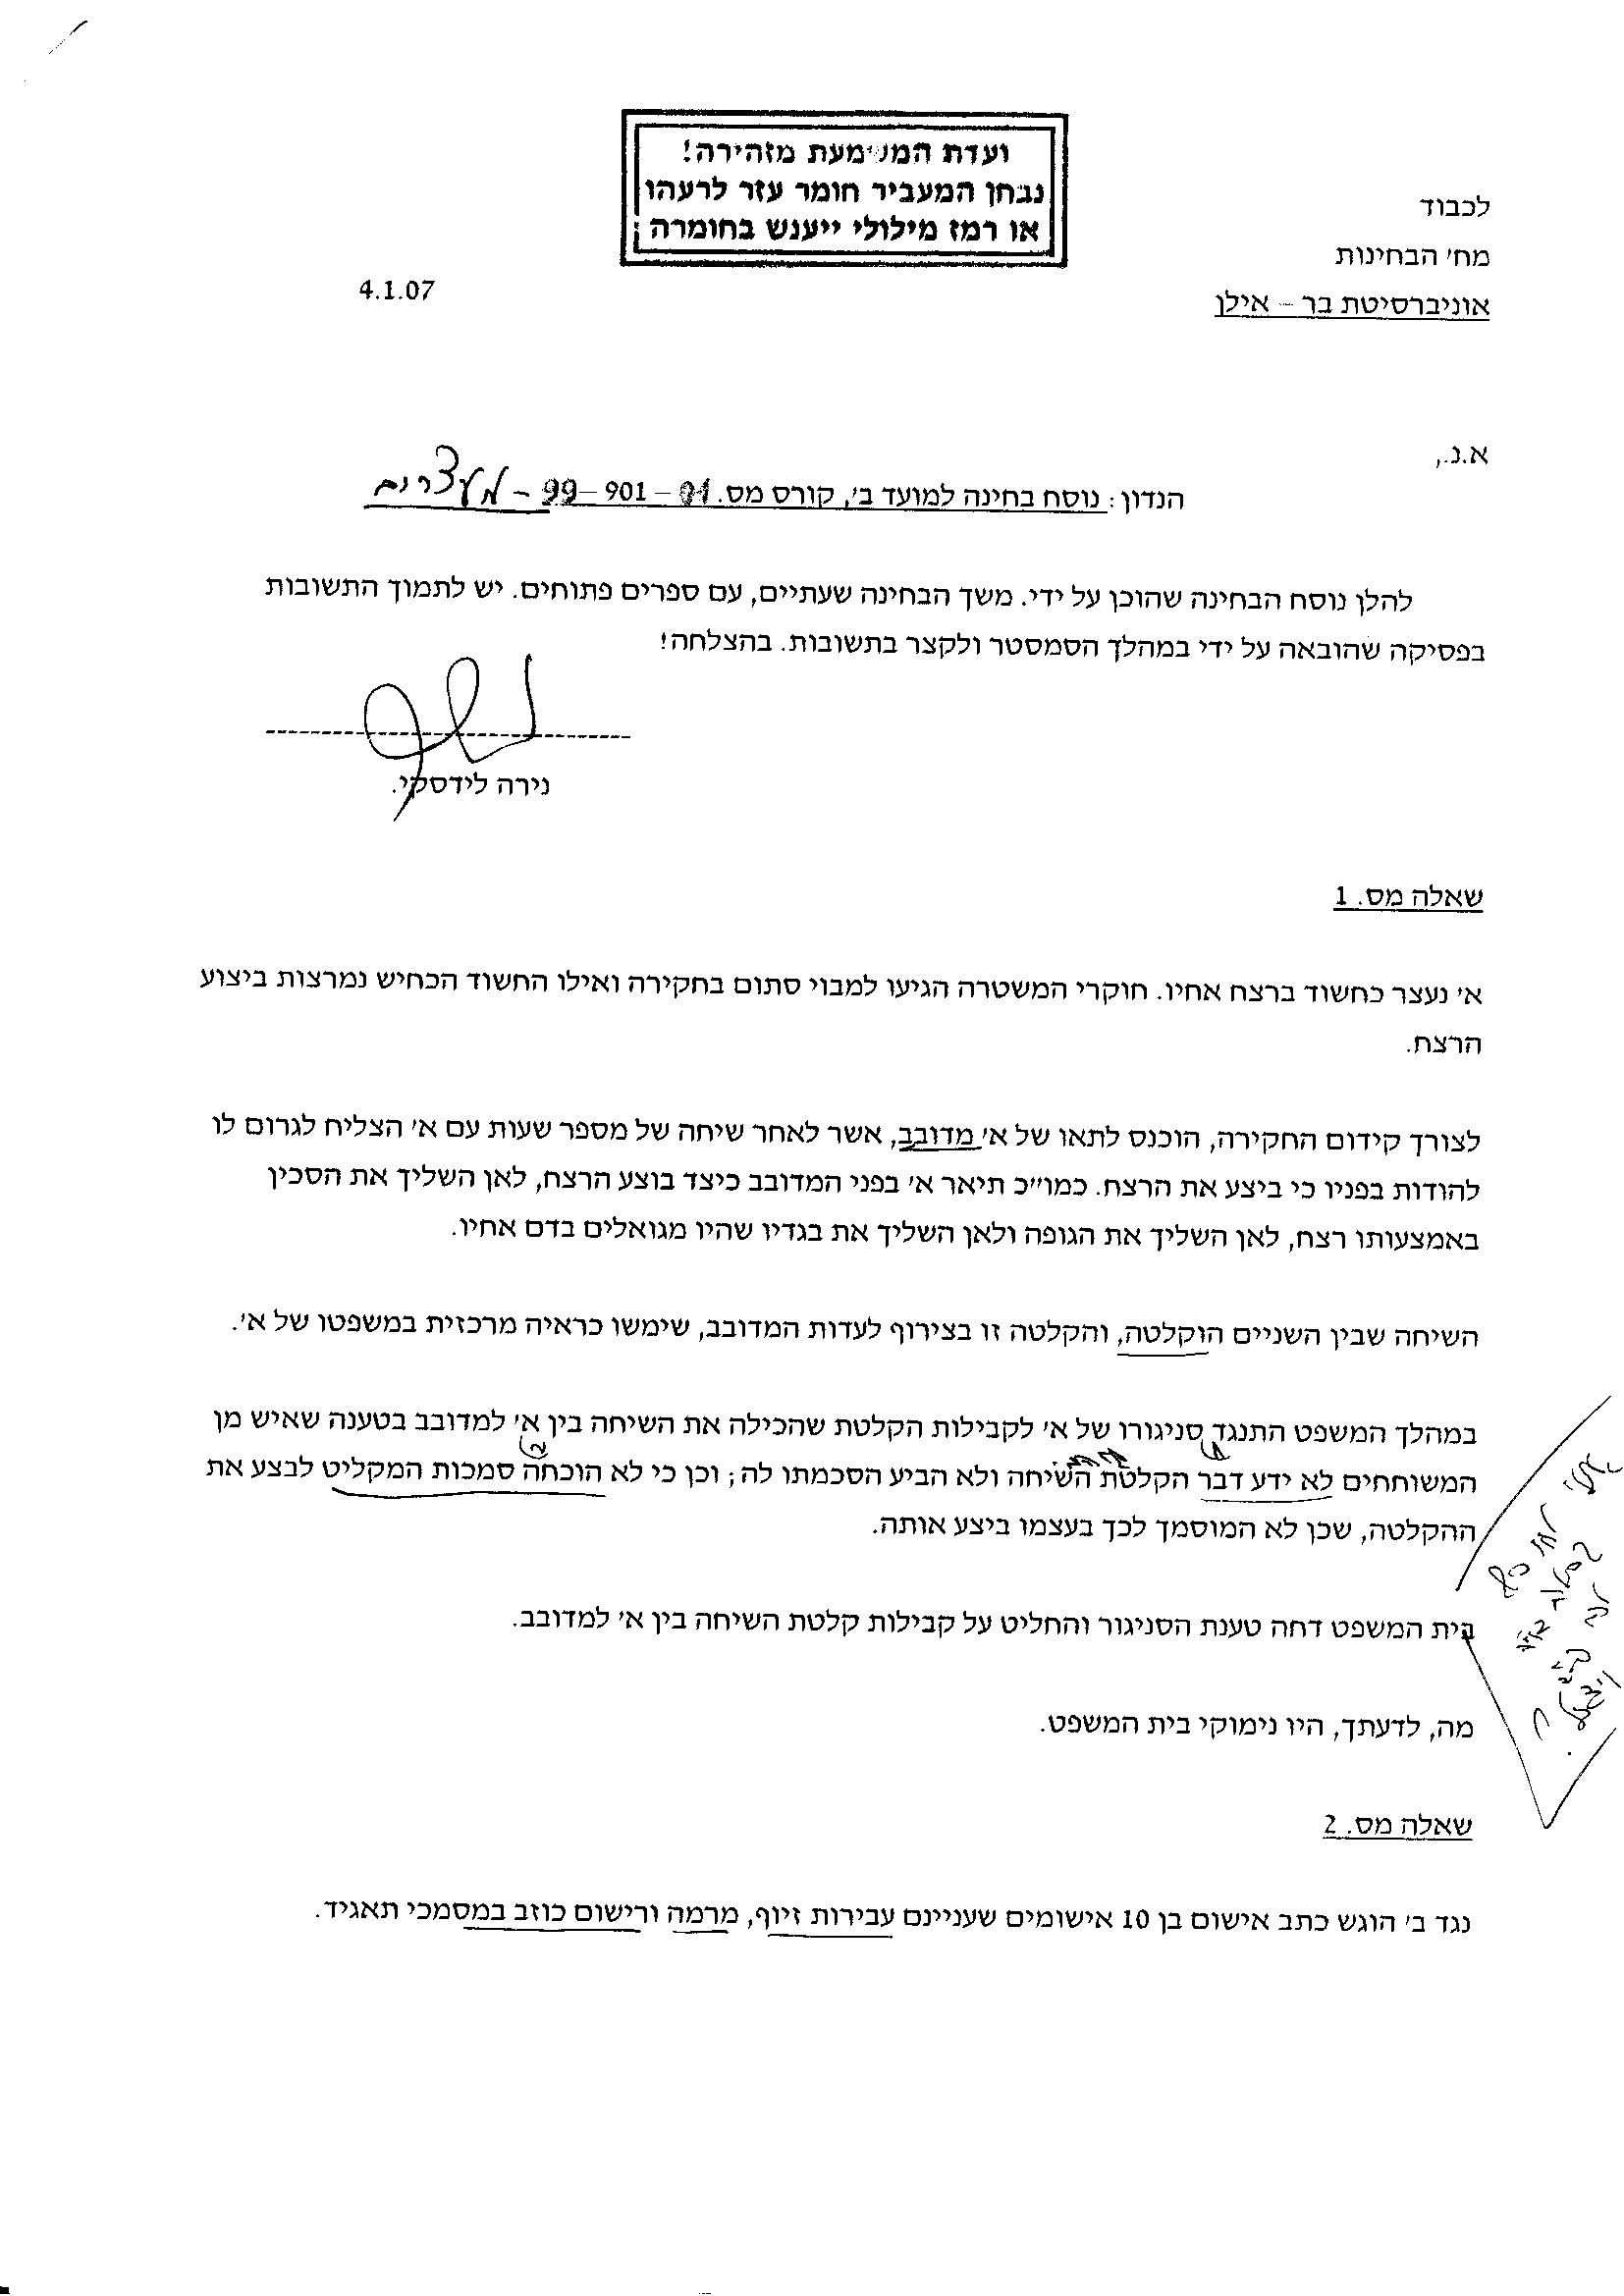 ועדת המשמעת מזהירה!
נבחן המעביר חומר עזר לרעהו
או רמז מילולי ייענש בחומרה!
לכבוד
מח׳ הבחינות
אוניברסיטת בר – אילן
4.1.07
א.נ.,
הנדון: נוסח בחינה למועד ב׳, קורס מס. 01 – 901 – 99 –
להלן נוסח הבחינה שהוכן על ידי. משך הבחינה שעתיים, עם ספרים פתוחים. יש לתמוך התשובות
בפסיקה שהובאה על ידי במהלך הסמסטר ולקצר בתשובות. בהצלחה!
נירה לידסקי.
שאלה מס. 1
א׳ נעצר כחשוד ברצח אחיו. חוקרי המשטרה הגיעו למבוי סתום בחקירה ואילו החשוד הכחיש נמרצות ביצוע
הרצח.
לצורך קידום החקירה, הוכנס לתאו של א׳ מדובב, אשר לאחר שיחה של מספר שעות עם א׳ הצליח לגרום לו
להודות בפניו כי ביצע את הרצח. כמו״כ תיאר א׳ בפני המדובב כיצד בוצע הרצח, לאן השליך את הסכין
באמצעותו רצח, לאן השליך את הגופה ולאן השליך את בגדיו שהיו מגואלים בדם אחיו.
השיחה שבין השניים הוקלטה, והקלטה זו בצירוף לעדות המדובב, שימשו כראיה מרכזית במשפטו של א׳.
במהלך המשפט התנגד סניגורו של א׳ לקבילות הקלטת שהכילה את השיחה בין א׳ למדובב בטענה שאיש מן
המשוחחים לא ידע דבר הקלטת השיחה ולא הביע הסכמתו לה; וכן כי לא הוכחה סמכות המקליט לבצע את
ההקלטה, שכן לא המוסמך לכך בעצמו ביצע אותה.
בית המשפט דחה טענת הסניגור והחליט על קבילות קלטת השיחה בין א׳ למדובב.
מה, לדעתך, היו נימוקי בית המשפט.
שאלה מס. 2
נגד ב׳ הוגש כתב אישום בן 10 אישומים שעניינם עבירות זיוף, מרמה ורישום כוזב במסמכי תאגיד.